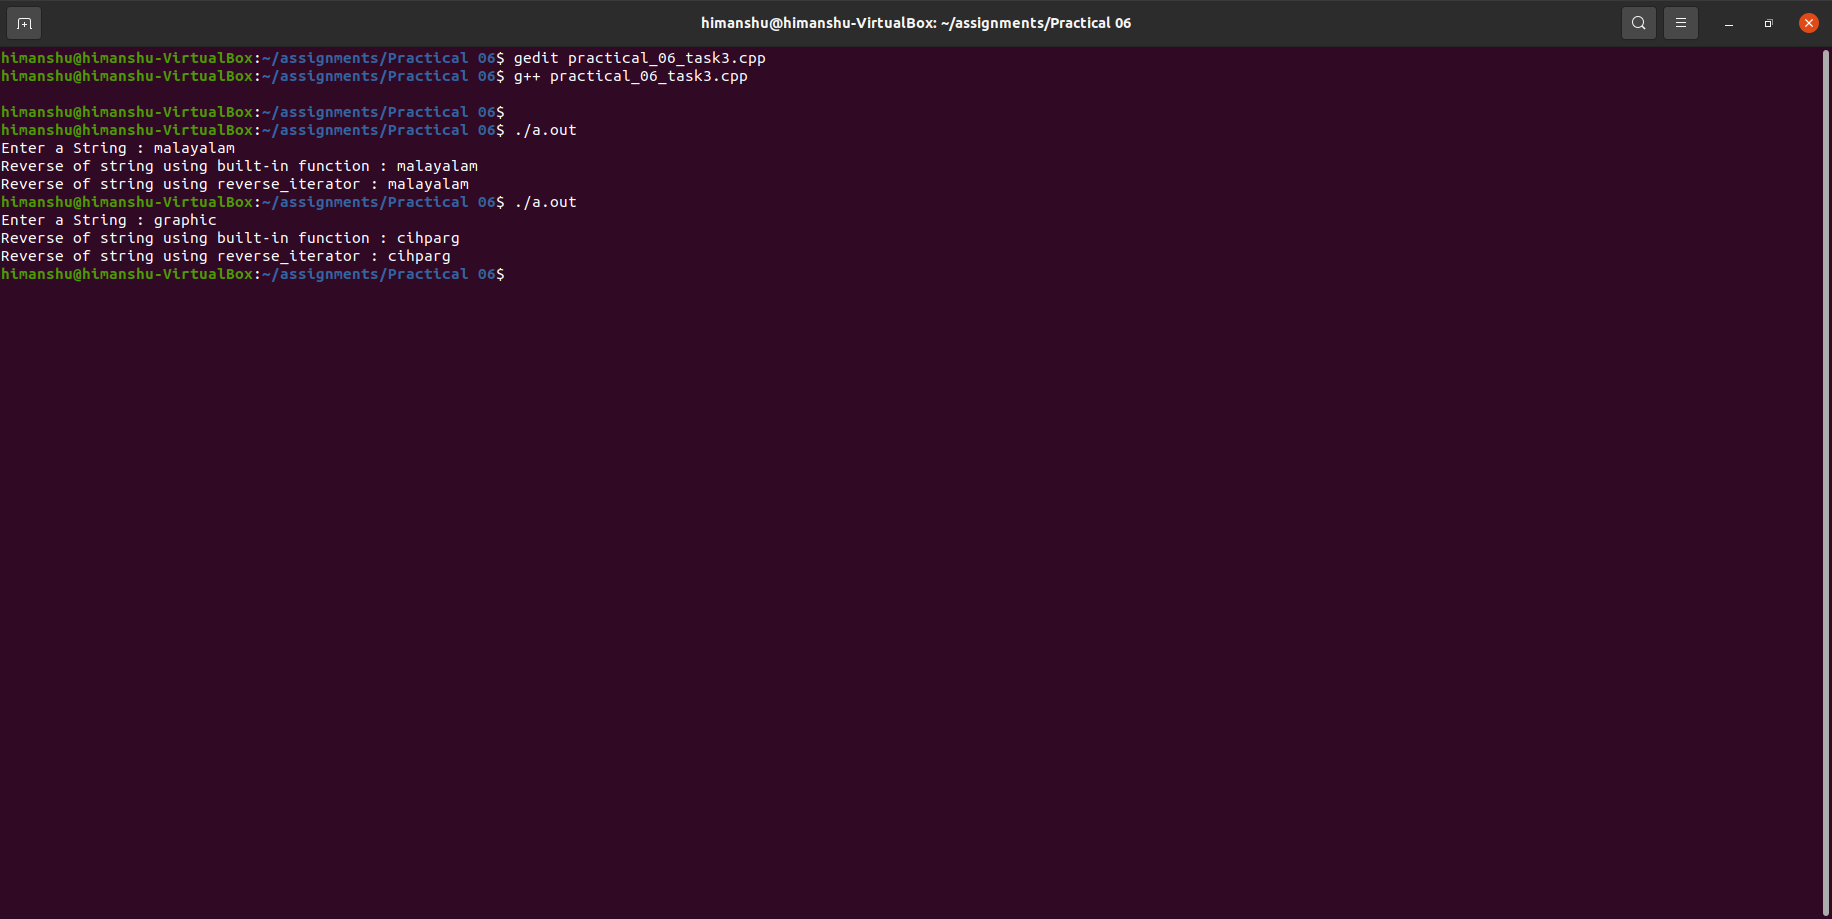 himanshu@himanshu-VirtualBox: ~/assignments/Practical 06
himanshu@himanshu-VirtualBox:~/assignments/Practical 06$ gedit practical_06_task3.cpp
himanshu@himanshu-VirtualBox:~/assignments/Practical 06$ g++ practical_06_task3.cpp
himanshu@himanshu-VirtualBox:~/assignments/Practical 06$
himanshu@himanshu-VirtualBox:~/assignments/Practical 06$ ./a.out
Enter a String : malayalam
Reverse of string using built-in function : malayalam
Reverse of string using reverse_iterator : malayalam
himanshu@himanshu-VirtualBox:~/assignments/Practical 06$ ./a.out
Enter a String : graphic
Reverse of string using built-in function : cihparg
Reverse of string using reverse_iterator : cihparg
himanshu@himanshu-VirtualBox:~/assignments/Practical 06$